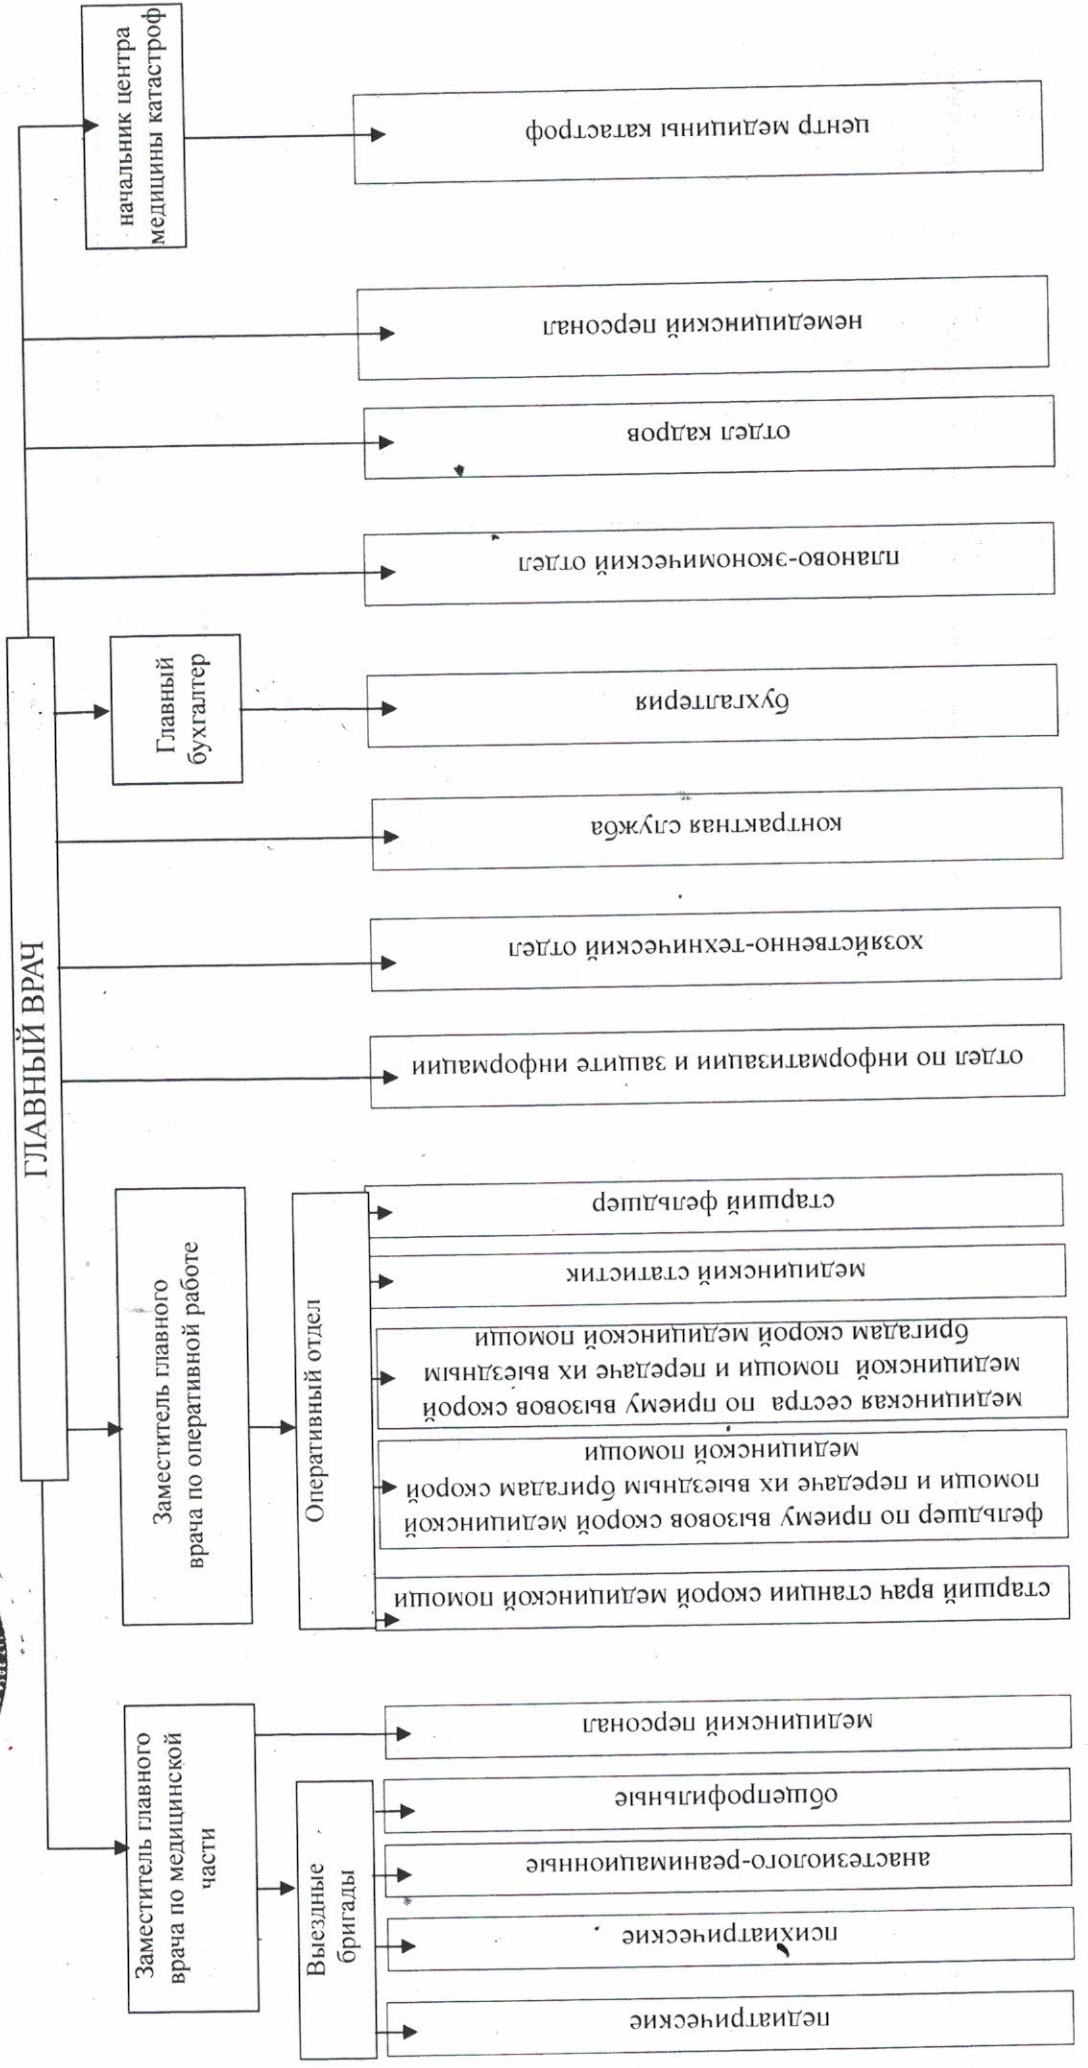 ГЛАВНЫЙ ВРАЧ
Заместитель главного
врача по медицинской
части
Заместитель главного
врача по оперативной работе
Главный
бухгалтер
начальник центра
медицины катастроф
Выездные
бригады
Оперативный отдел
педиатрические
психиатрические
анастезиолого-реанимационные
общепрофильные
медицинский персонал
старший врач станции скорой медицинской помощи
фельдшер по приему вызовов скорой медицинской
помощи и передаче их выездным бригадам скорой
медицинской помощи
медицинская сестра по приему вызовов скорой
медицинской помощи и передаче их выездным
бригадам скорой медицинской помощи
медицинский статистик
старший фельдшер
отдел по информатизации и защите информации
хозяйственно-технический отдел
контрактная служба
бухгалтерия
планово-экономический отдел
отдел кадров
немедицинский персонал
центр медицины катастроф